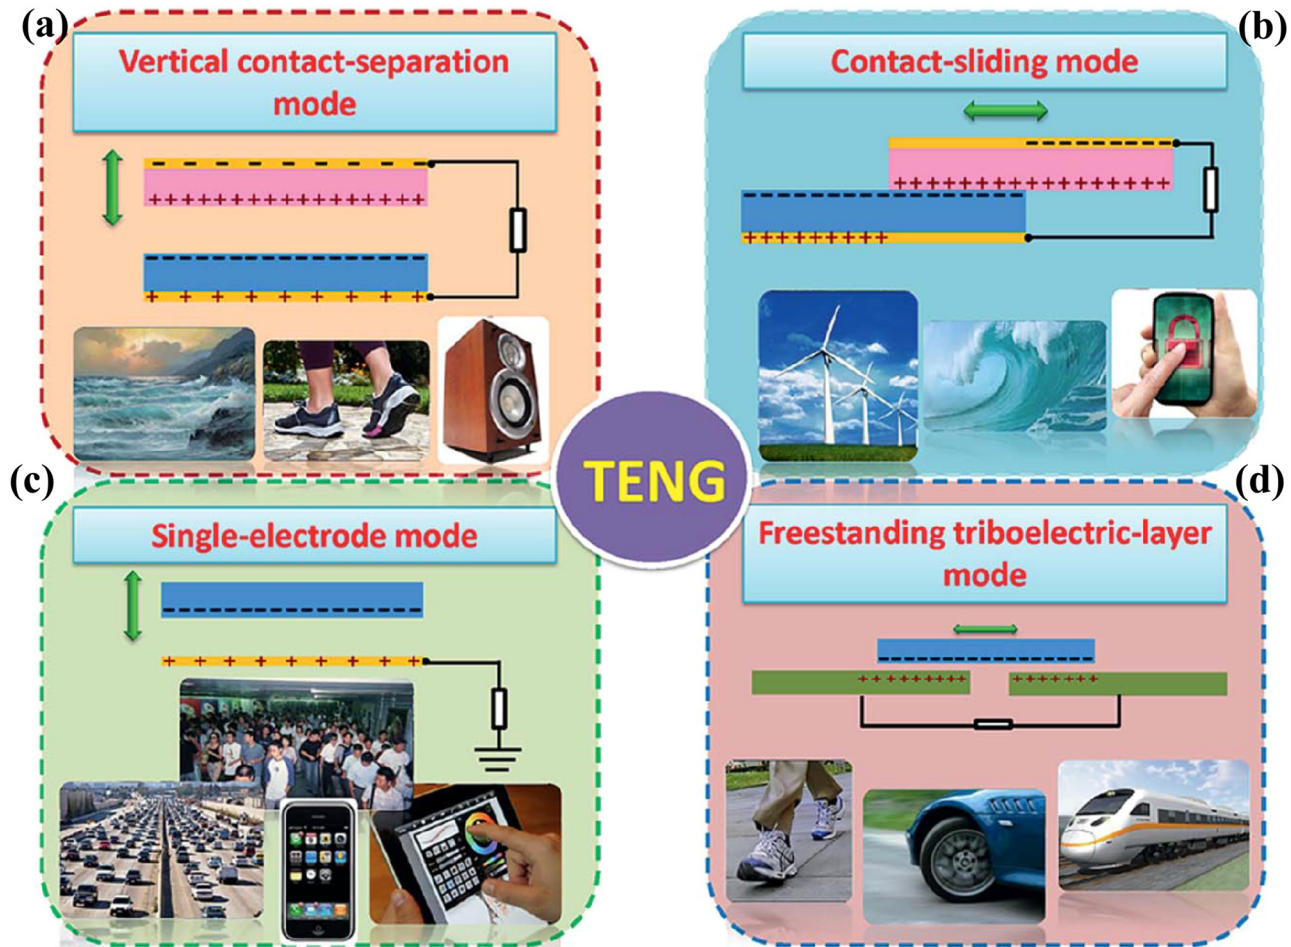 (a)
Vertical contact-separation
mode
(b)
Contact-sliding mode
TENG
(c)
Single-electrode mode
(d)
Freestanding triboelectric-layer
mode